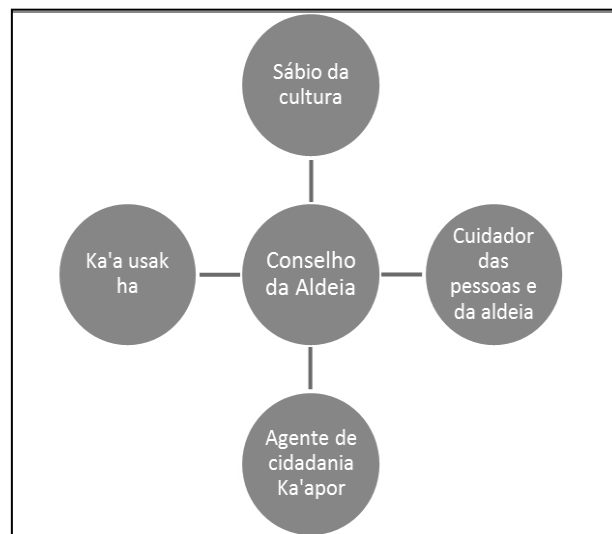 Sábio da
cultura
Ka'a usak
ha
Conselho
da Aldeia
Cuidador
das
pessoas e
da aldeia
Agente de
cidadania
Ka'apor